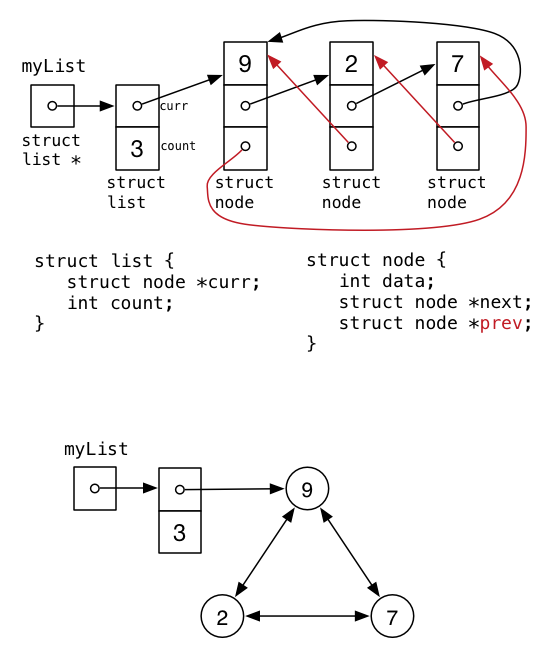 myList
9
2
7
curr
3
count
struct
list *
struct
list
struct
node
struct
node
struct
node
struct list {
struct node *curr;
int count;
}
struct node {
int data;
struct node *next;
struct node *prev;
}
myList
9
3
2
7